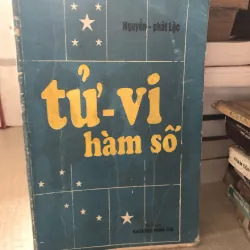 Nguyễn - phát Lộc
tử-vi
hàm số